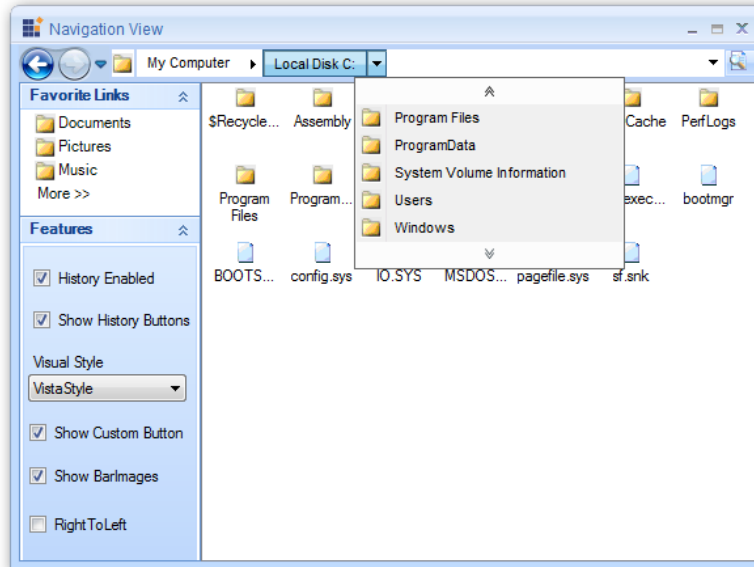 Navigation View
My Computer
Local Disk C:
Favorite Links
Documents
Pictures
Music
More >>
Features
History Enabled
Show History Buttons
Visual Style
VistaStyle
Show Custom Button
Show BarImages
RightToLeft
$Recycle... Assembly Cache PerfLogs
Program Files
ProgramData
System Volume Information
Users
Windows
Program
Files
Program... exec... bootmgr
BOOTS... config.sys IO.SYS MSDOS... pagefile.sys sf.snk